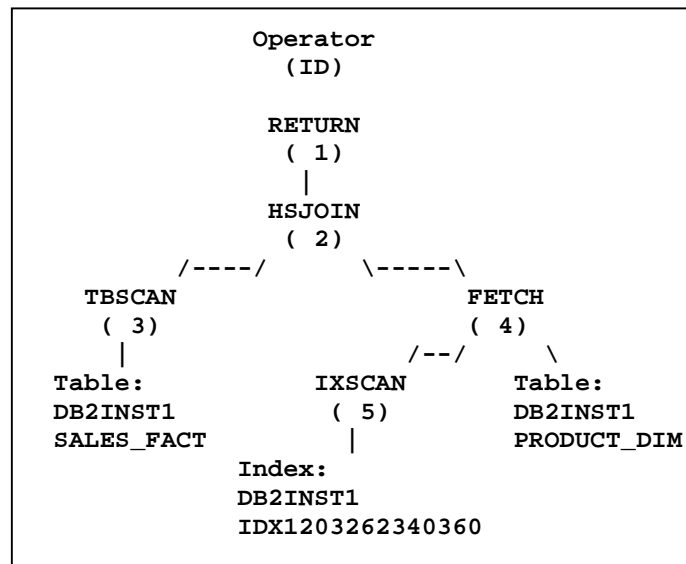 Operator
(ID)
RETURN
( 1)
|
HSJOIN
( 2)
/----/ \-----\
TBSCAN FETCH
( 3) ( 4)
| /--/ \
Table: IXSCAN Table:
DB2INST1 ( 5) DB2INST1
SALES_FACT | PRODUCT_DIM
Index:
DB2INST1
IDX1203262340360